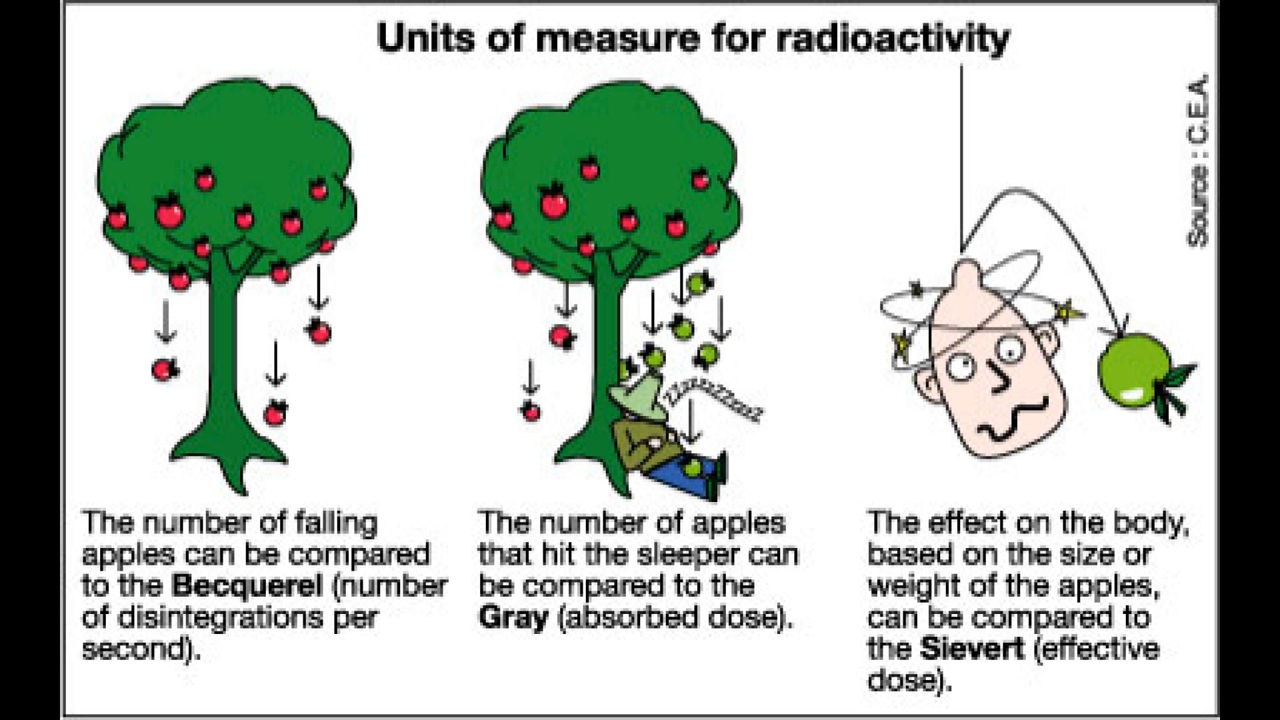 Units of measure for radioactivity
Source : C.E.A.
zzzzzzzzz
The number of falling
apples can be compared
to the Becquerel (number
of disintegrations per
second).
The number of apples
that hit the sleeper can
be compared to the
Gray (absorbed dose).
The effect on the body,
based on the size or
weight of the apples,
can be compared to
the Sievert (effective
dose).